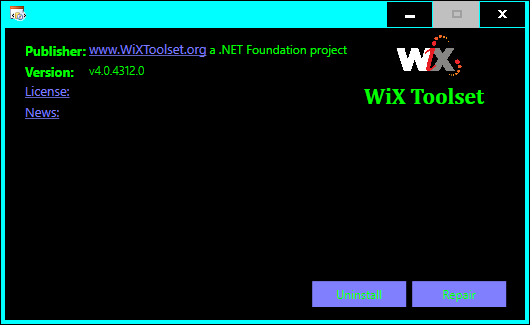 Publisher: www.WiXToolset.org a .NET Foundation project
Version: v4.0.4312.0
License:
News:
WiX
WiX Toolset
Uninstall Repair